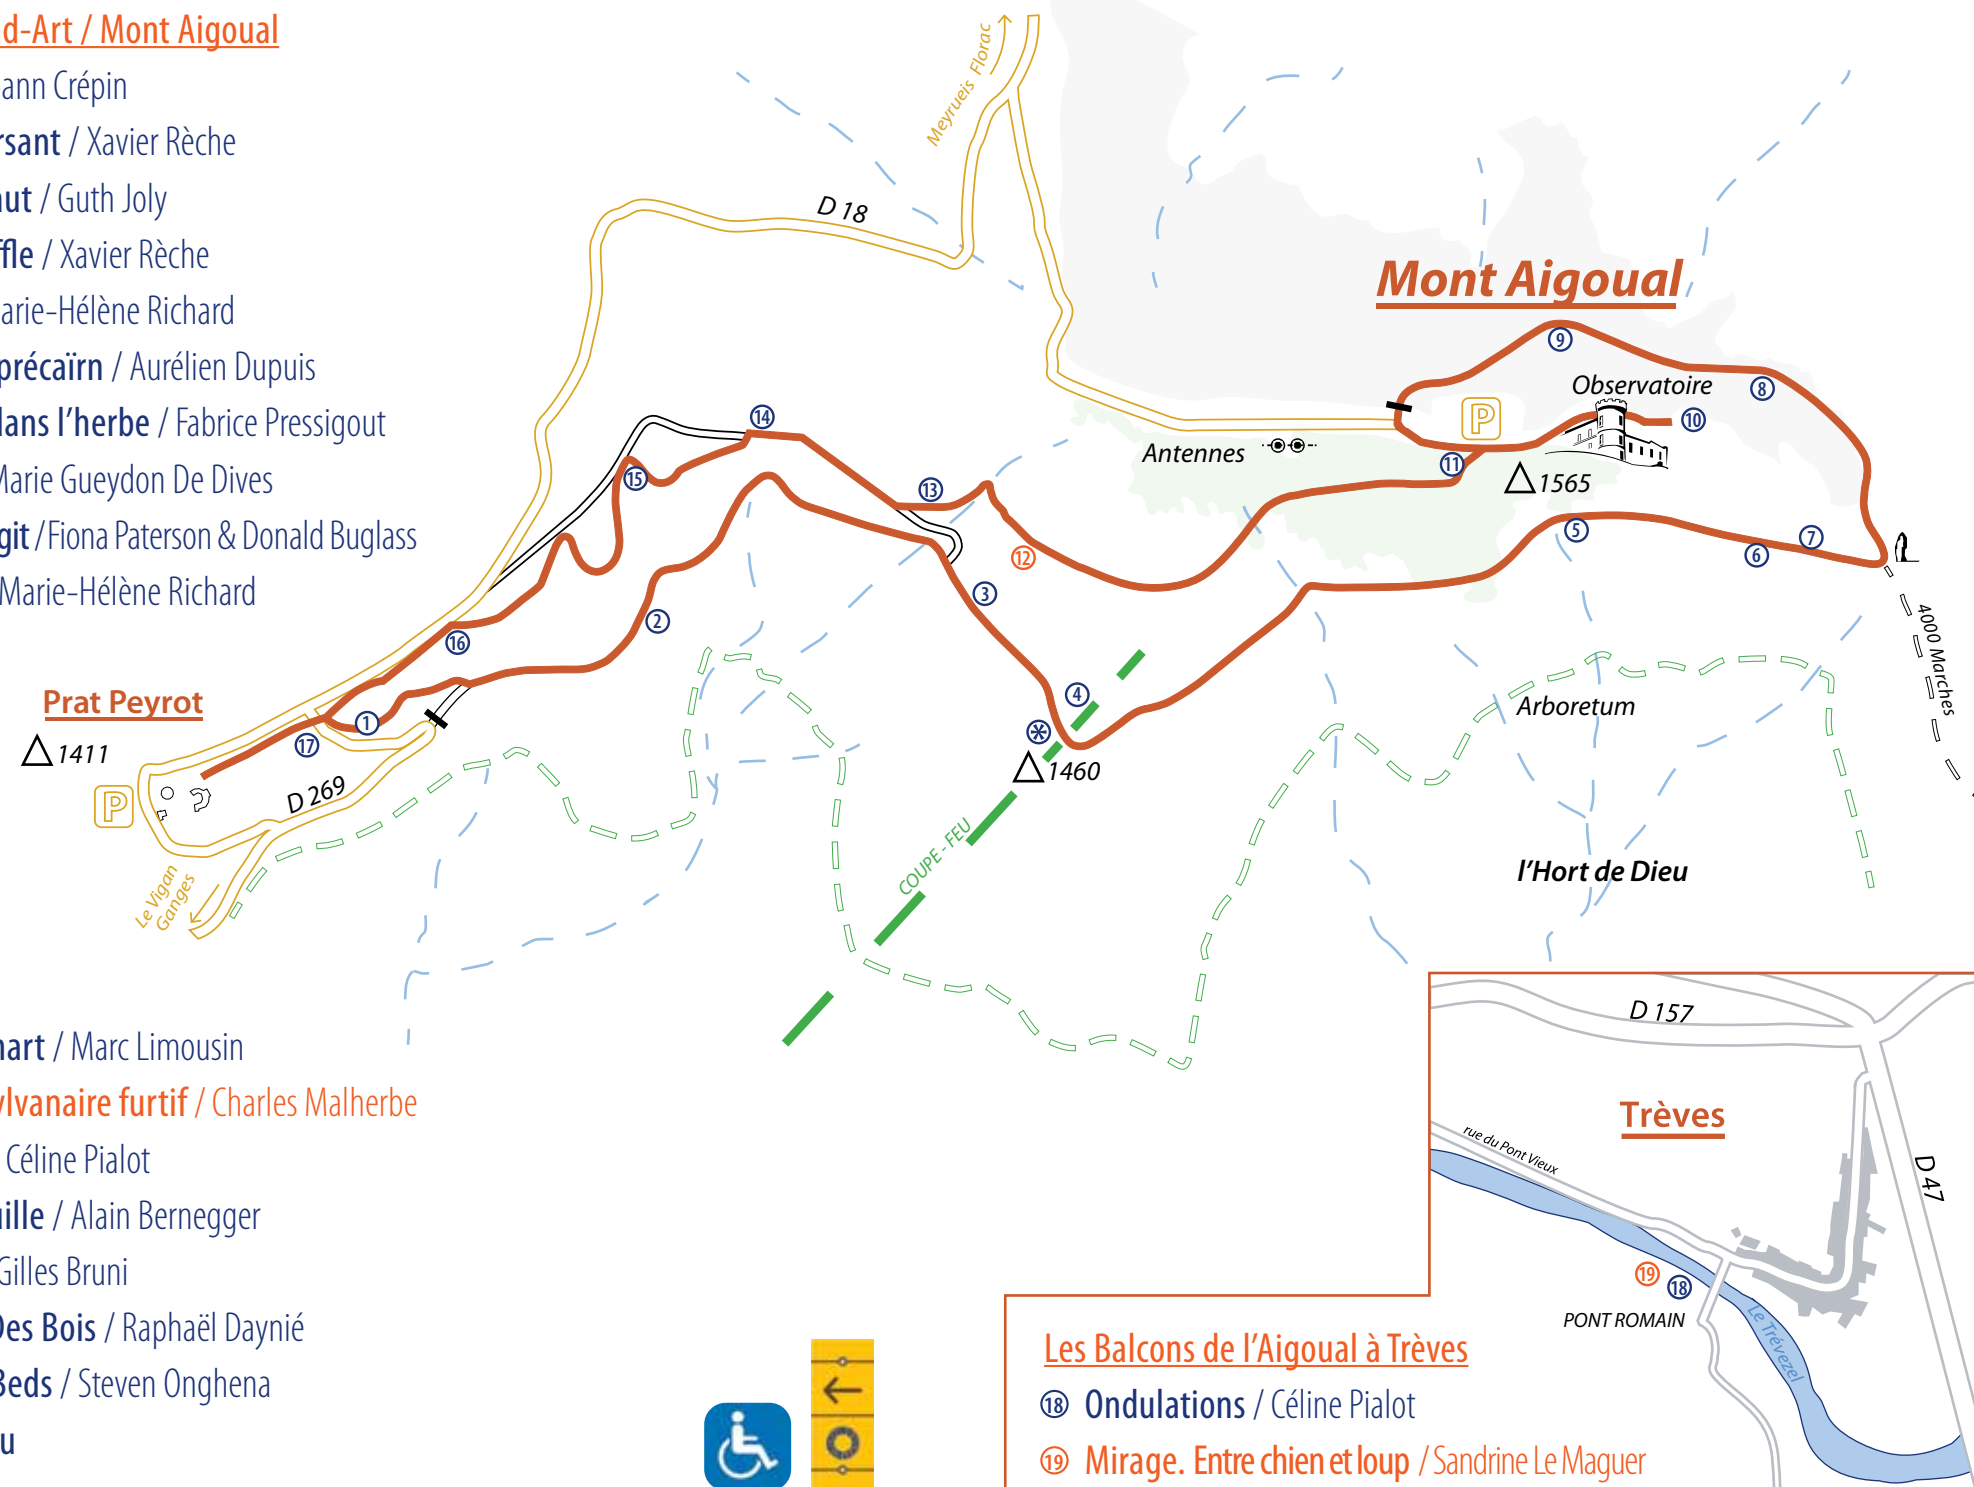 d-Art / Mont Aigoual
ann Crépin
rsant / Xavier Rèche
ut / Guth Joly
ffle / Xavier Rèche
arie-Hélène Richard
précaïrn / Aurélien Dupuis
dans l'herbe / Fabrice Pressigout
Marie Gueydon De Dives
git / Fiona Paterson & Donald Buglass
Marie-Hélène Richard
Meyrueis Florac
D 18
Mont Aigoual
9
Observatoire
8
P
10
14
Antennes
11
1565
15
13
5
7
6
12
3
2
16
4000 Marches
Prat Peyrot
4
Arboretum
1
17
1411
1460
D 269
P
COUPE - FEU
l'Hort de Dieu
Le Vigan
Ganges
D 157
art / Marc Limousin
ylvanaire furtif / Charles Malherbe
Céline Pialot
uille / Alain Bernegger
Gilles Bruni
Des Bois / Raphaël Daynié
Beds / Steven Onghena
u
Trèves
rue du Pont Vieux
D 47
19
18
PONT ROMAIN
Le Trévezel
Les Balcons de l'Aigoual à Trèves
18 Ondulations / Céline Pialot
19 Mirage. Entre chien et loup / Sandrine Le Maguer